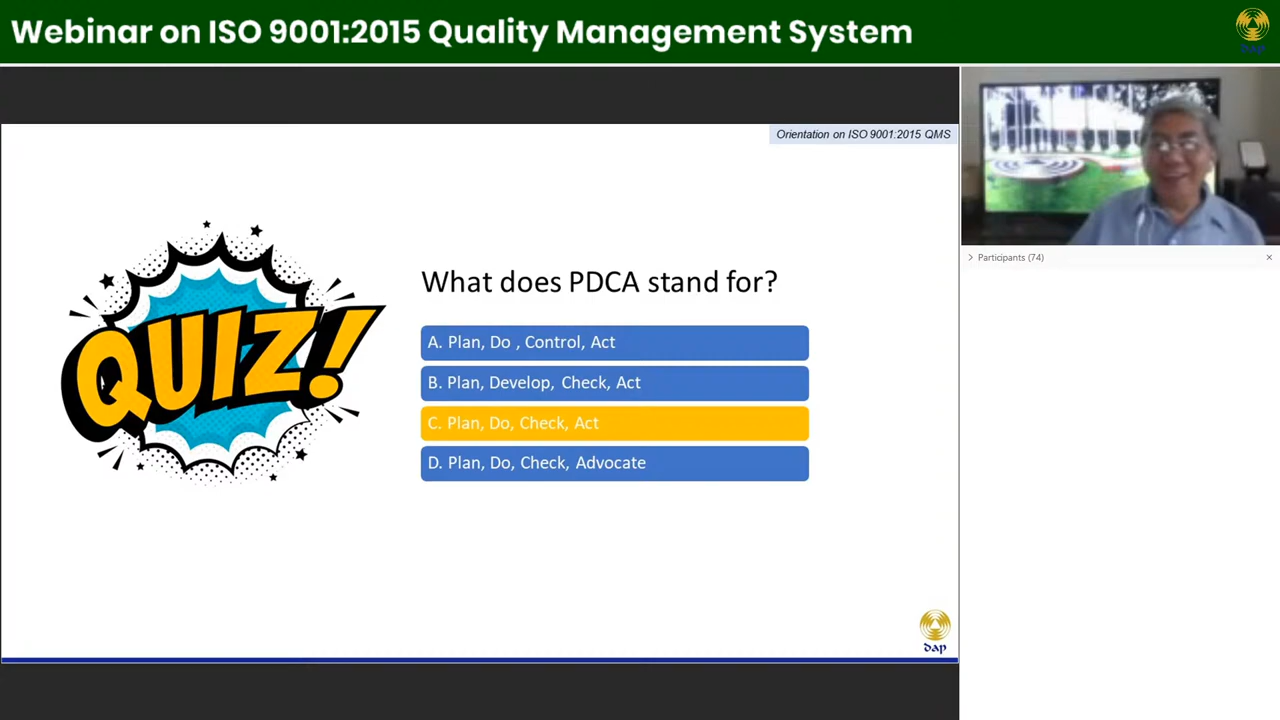 Webinar on ISO 9001:2015 Quality Management System
dap
Orientation on ISO 9001:2015 QMS
Participants (74)
QUIZ!
What does PDCA stand for?
A. Plan, Do , Control, Act
B. Plan, Develop, Check, Act
C. Plan, Do, Check, Act
D. Plan, Do, Check, Advocate
dap